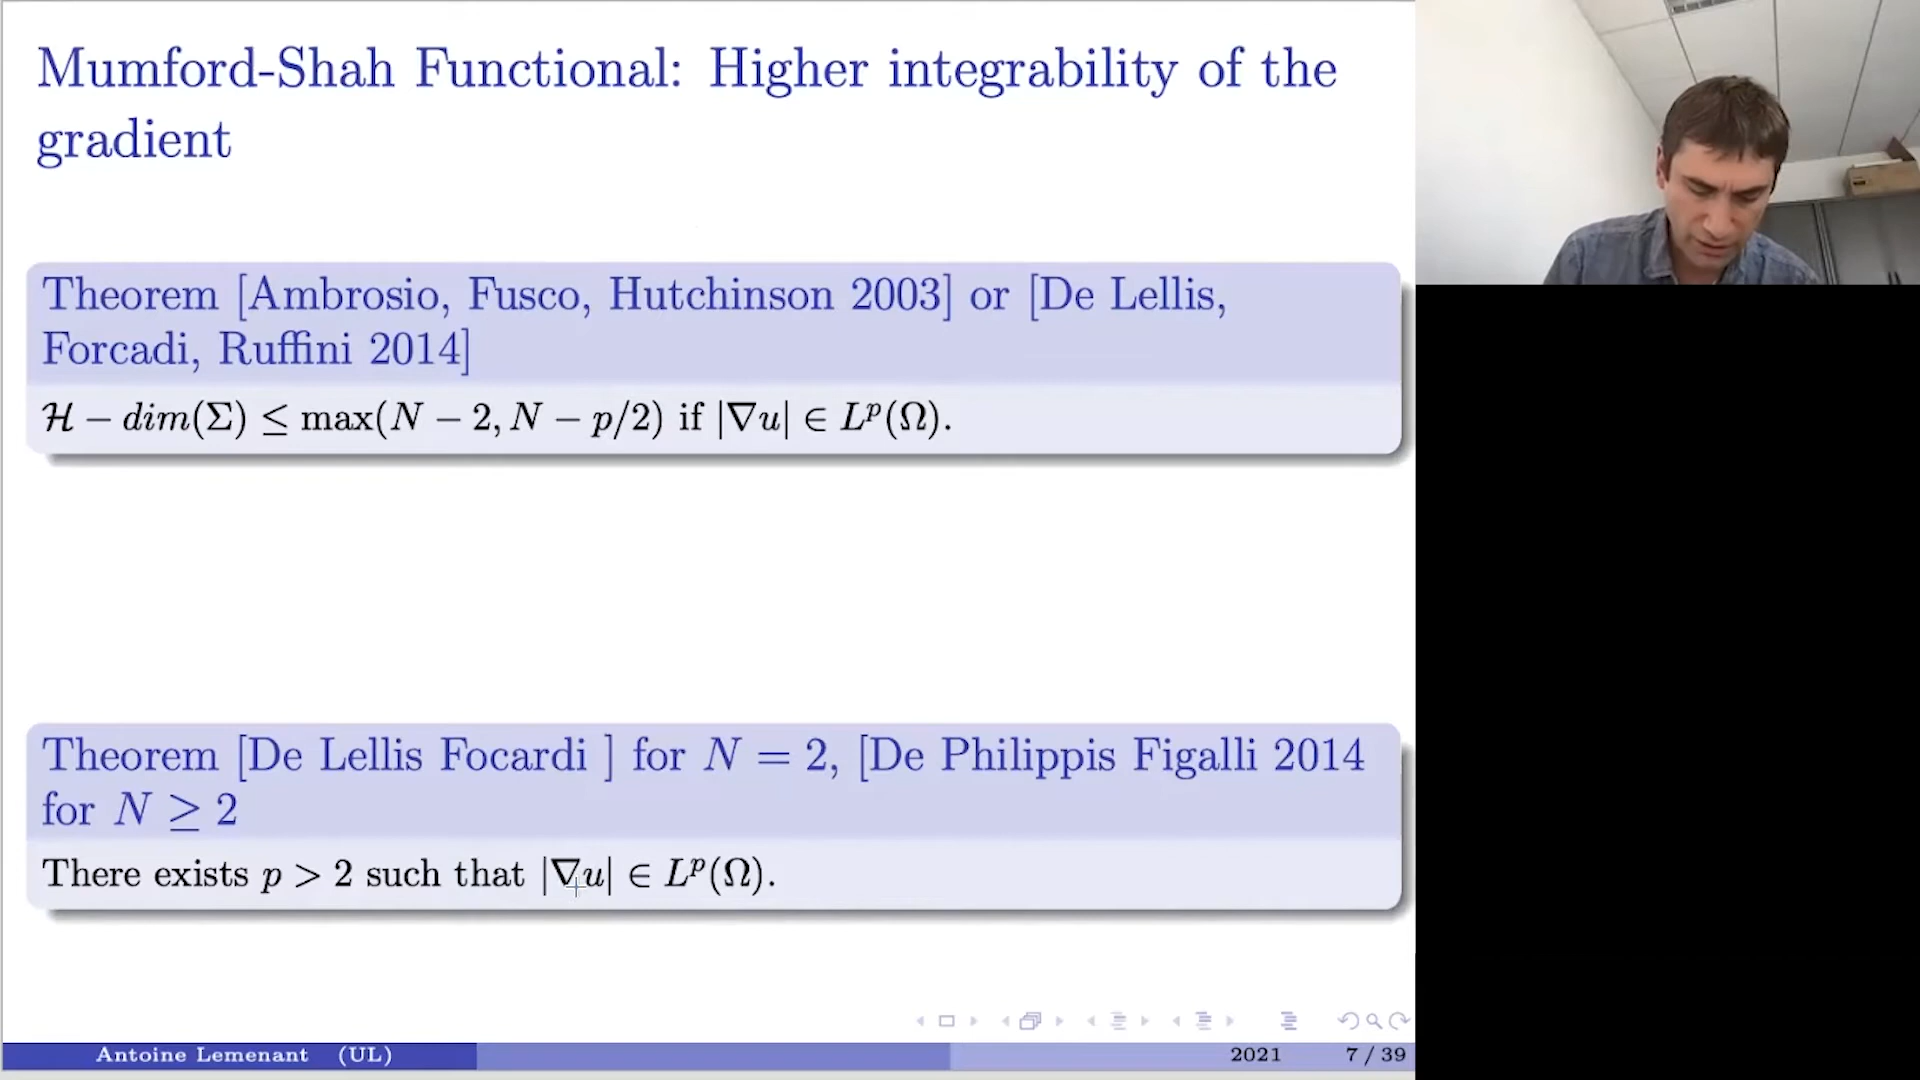 Mumford-Shah Functional: Higher integrability of the
gradient
Theorem [Ambrosio, Fusco, Hutchinson 2003] or [De Lellis,
Forcadi, Ruffini 2014]
ℋ − dim(Σ) ≤ max(N − 2, N − p/2) if |∇u| ∈ Lᵖ(Ω).
Theorem [De Lellis Focardi ] for N = 2, [De Philippis Figalli 2014
for N ≥ 2
There exists p > 2 such that |∇u| ∈ Lᵖ(Ω).
Antoine Lemenant (UL) 2021 7 / 39